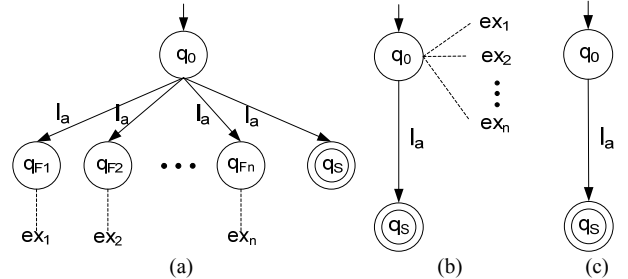 q0
Ia Ia Ia Ia
qF1 qF2 ••• qFn qS
ex1 ex2 exn
(a)
q0
ex1
ex2
exn
Ia
qS
(b)
q0
Ia
qS
(c)